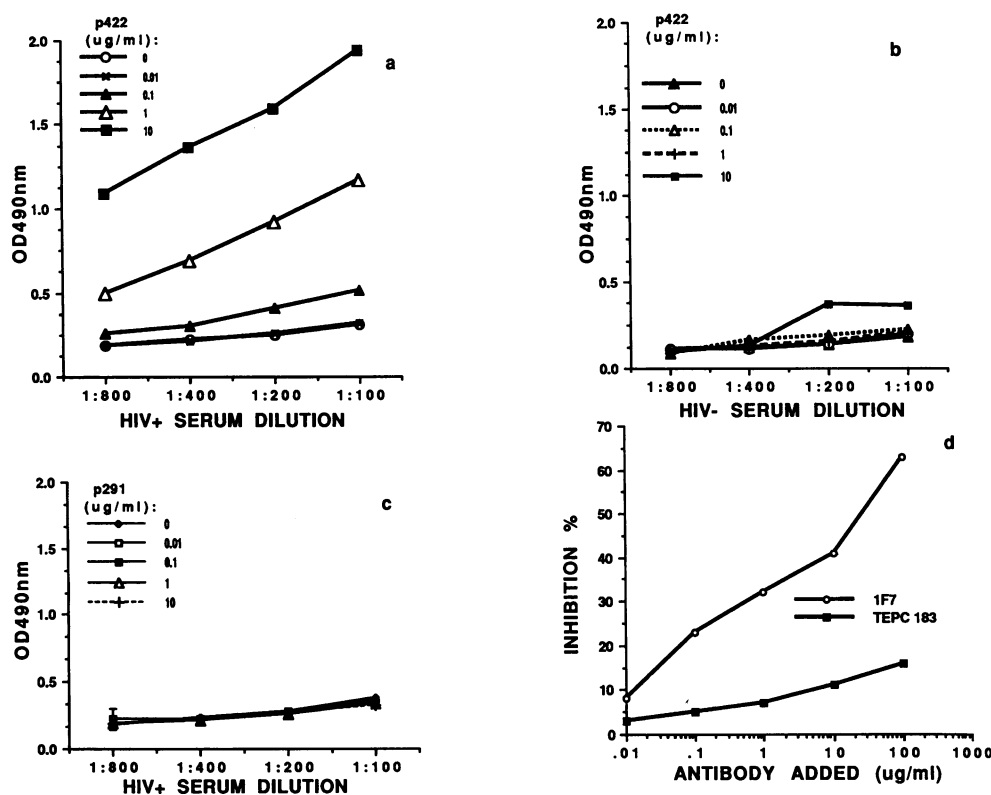 p422
(ug/ml):
0
0.01
0.1
1
10
a
2.0
1.5
1.0
0.5
0.0
OD490nm
1:800 1:400 1:200 1:100
HIV+ SERUM DILUTION
p422
(ug/ml):
0
0.01
0.1
1
10
b
2.0
1.5
1.0
0.5
0.0
OD490nm
1:800 1:400 1:200 1:100
HIV- SERUM DILUTION
p291
(ug/ml):
0
0.01
0.1
1
10
c
2.0
1.5
1.0
0.5
0.0
OD490nm
1:800 1:400 1:200 1:100
HIV+ SERUM DILUTION
d
70
60
50
40
30
20
10
0
INHIBITION %
1F7
TEPC 183
.01 .1 1 10 100 1000
ANTIBODY ADDED (ug/ml)